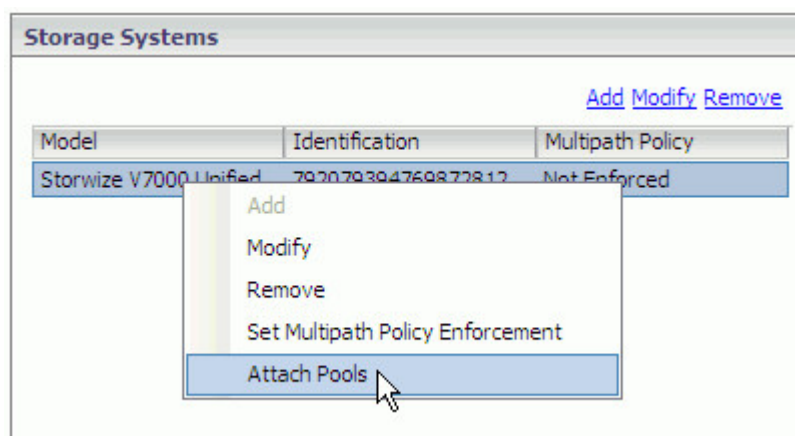 Storage Systems
Add Modify Remove
Model Identification Multipath Policy
Storwize V7000 Unified 792079394769872812 Not Enforced
Add
Modify
Remove
Set Multipath Policy Enforcement
Attach Pools